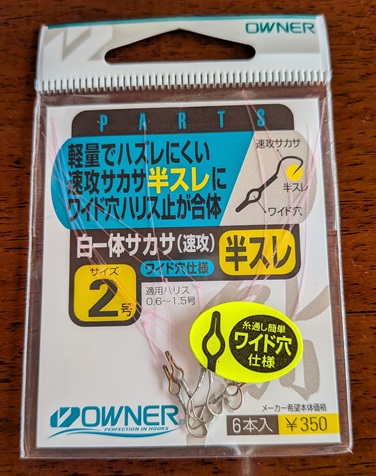 OWNER
PARTS
軽量でハズレにくい
速攻サカサ半スレに
ワイド穴ハリス止が合体
速攻サカサ
半スレ
ワイド穴
自一体サカサ(速攻)
半スレ
ワイド穴仕様
サイズ
2号
適用ハリス
0.6〜1.5号
糸通し簡単
ワイド穴
仕様
OWNER
PERFECTION IN HOOKS
メーカー希望本体価格
6本入 ¥350